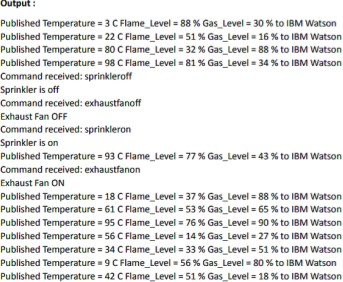 Output :
Published Temperature = 3 C Flame_Level = 88 % Gas_Level = 30 % to IBM Watson
Published Temperature = 22 C Flame_Level = 51 % Gas_Level = 16 % to IBM Watson
Published Temperature = 80 C Flame_Level = 32 % Gas_Level = 88 % to IBM Watson
Published Temperature = 98 C Flame_Level = 81 % Gas_Level = 34 % to IBM Watson
Command received: sprinkleroff
Sprinkler is off
Command received: exhaustfanoff
Exhaust Fan OFF
Command received: sprinkleron
Sprinkler is on
Published Temperature = 93 C Flame_Level = 77 % Gas_Level = 43 % to IBM Watson
Command received: exhaustfanon
Exhaust Fan ON
Published Temperature = 18 C Flame_Level = 37 % Gas_Level = 88 % to IBM Watson
Published Temperature = 61 C Flame_Level = 53 % Gas_Level = 65 % to IBM Watson
Published Temperature = 95 C Flame_Level = 76 % Gas_Level = 90 % to IBM Watson
Published Temperature = 56 C Flame_Level = 14 % Gas_Level = 27 % to IBM Watson
Published Temperature = 34 C Flame_Level = 33 % Gas_Level = 51 % to IBM Watson
Published Temperature = 9 C Flame_Level = 56 % Gas_Level = 80 % to IBM Watson
Published Temperature = 42 C Flame_Level = 51 % Gas_Level = 18 % to IBM Watson